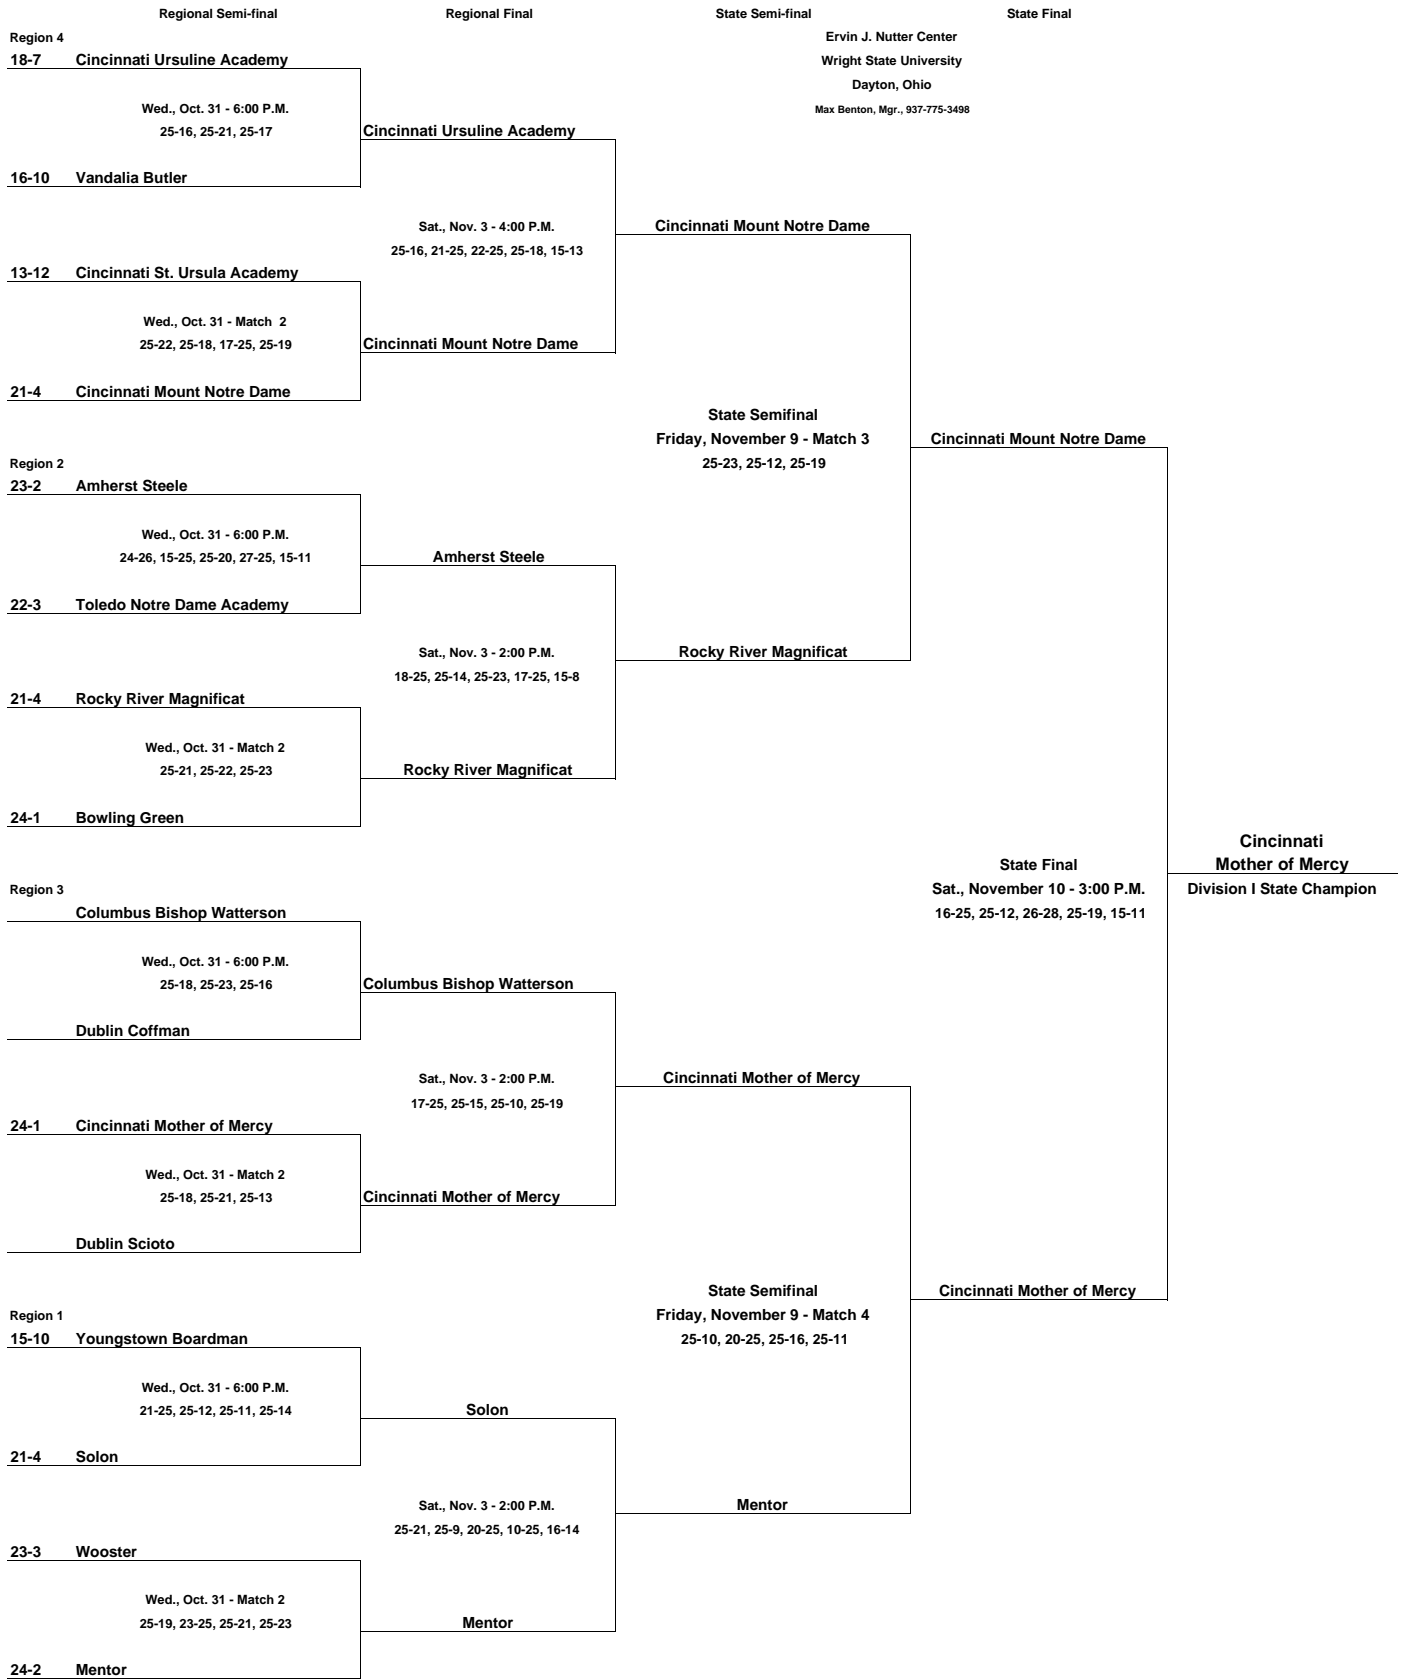 Regional Semi-final Regional Final State Semi-final State Final
Region 4 Ervin J. Nutter Center
18-7 Cincinnati Ursuline Academy Wright State University
Dayton, Ohio
Wed., Oct. 31 - 6:00 P.M. Max Benton, Mgr., 937-775-3498
25-16, 25-21, 25-17 Cincinnati Ursuline Academy
16-10 Vandalia Butler
Sat., Nov. 3 - 4:00 P.M. Cincinnati Mount Notre Dame
25-16, 21-25, 22-25, 25-18, 15-13
13-12 Cincinnati St. Ursula Academy
Wed., Oct. 31 - Match 2
25-22, 25-18, 17-25, 25-19 Cincinnati Mount Notre Dame
21-4 Cincinnati Mount Notre Dame
State Semifinal
Friday, November 9 - Match 3 Cincinnati Mount Notre Dame
Region 2 25-23, 25-12, 25-19
23-2 Amherst Steele
Wed., Oct. 31 - 6:00 P.M.
24-26, 15-25, 25-20, 27-25, 15-11 Amherst Steele
22-3 Toledo Notre Dame Academy
Sat., Nov. 3 - 2:00 P.M. Rocky River Magnificat
18-25, 25-14, 25-23, 17-25, 15-8
21-4 Rocky River Magnificat
Wed., Oct. 31 - Match 2
25-21, 25-22, 25-23 Rocky River Magnificat
24-1 Bowling Green
Cincinnati
State Final Mother of Mercy
Region 3 Sat., November 10 - 3:00 P.M. Division I State Champion
Columbus Bishop Watterson 16-25, 25-12, 26-28, 25-19, 15-11
Wed., Oct. 31 - 6:00 P.M.
25-18, 25-23, 25-16 Columbus Bishop Watterson
Dublin Coffman
Sat., Nov. 3 - 2:00 P.M. Cincinnati Mother of Mercy
17-25, 25-15, 25-10, 25-19
24-1 Cincinnati Mother of Mercy
Wed., Oct. 31 - Match 2
25-18, 25-21, 25-13 Cincinnati Mother of Mercy
Dublin Scioto
State Semifinal Cincinnati Mother of Mercy
Region 1 Friday, November 9 - Match 4
15-10 Youngstown Boardman 25-10, 20-25, 25-16, 25-11
Wed., Oct. 31 - 6:00 P.M.
21-25, 25-12, 25-11, 25-14 Solon
21-4 Solon
Sat., Nov. 3 - 2:00 P.M. Mentor
25-21, 25-9, 20-25, 10-25, 16-14
23-3 Wooster
Wed., Oct. 31 - Match 2
25-19, 23-25, 25-21, 25-23 Mentor
24-2 Mentor